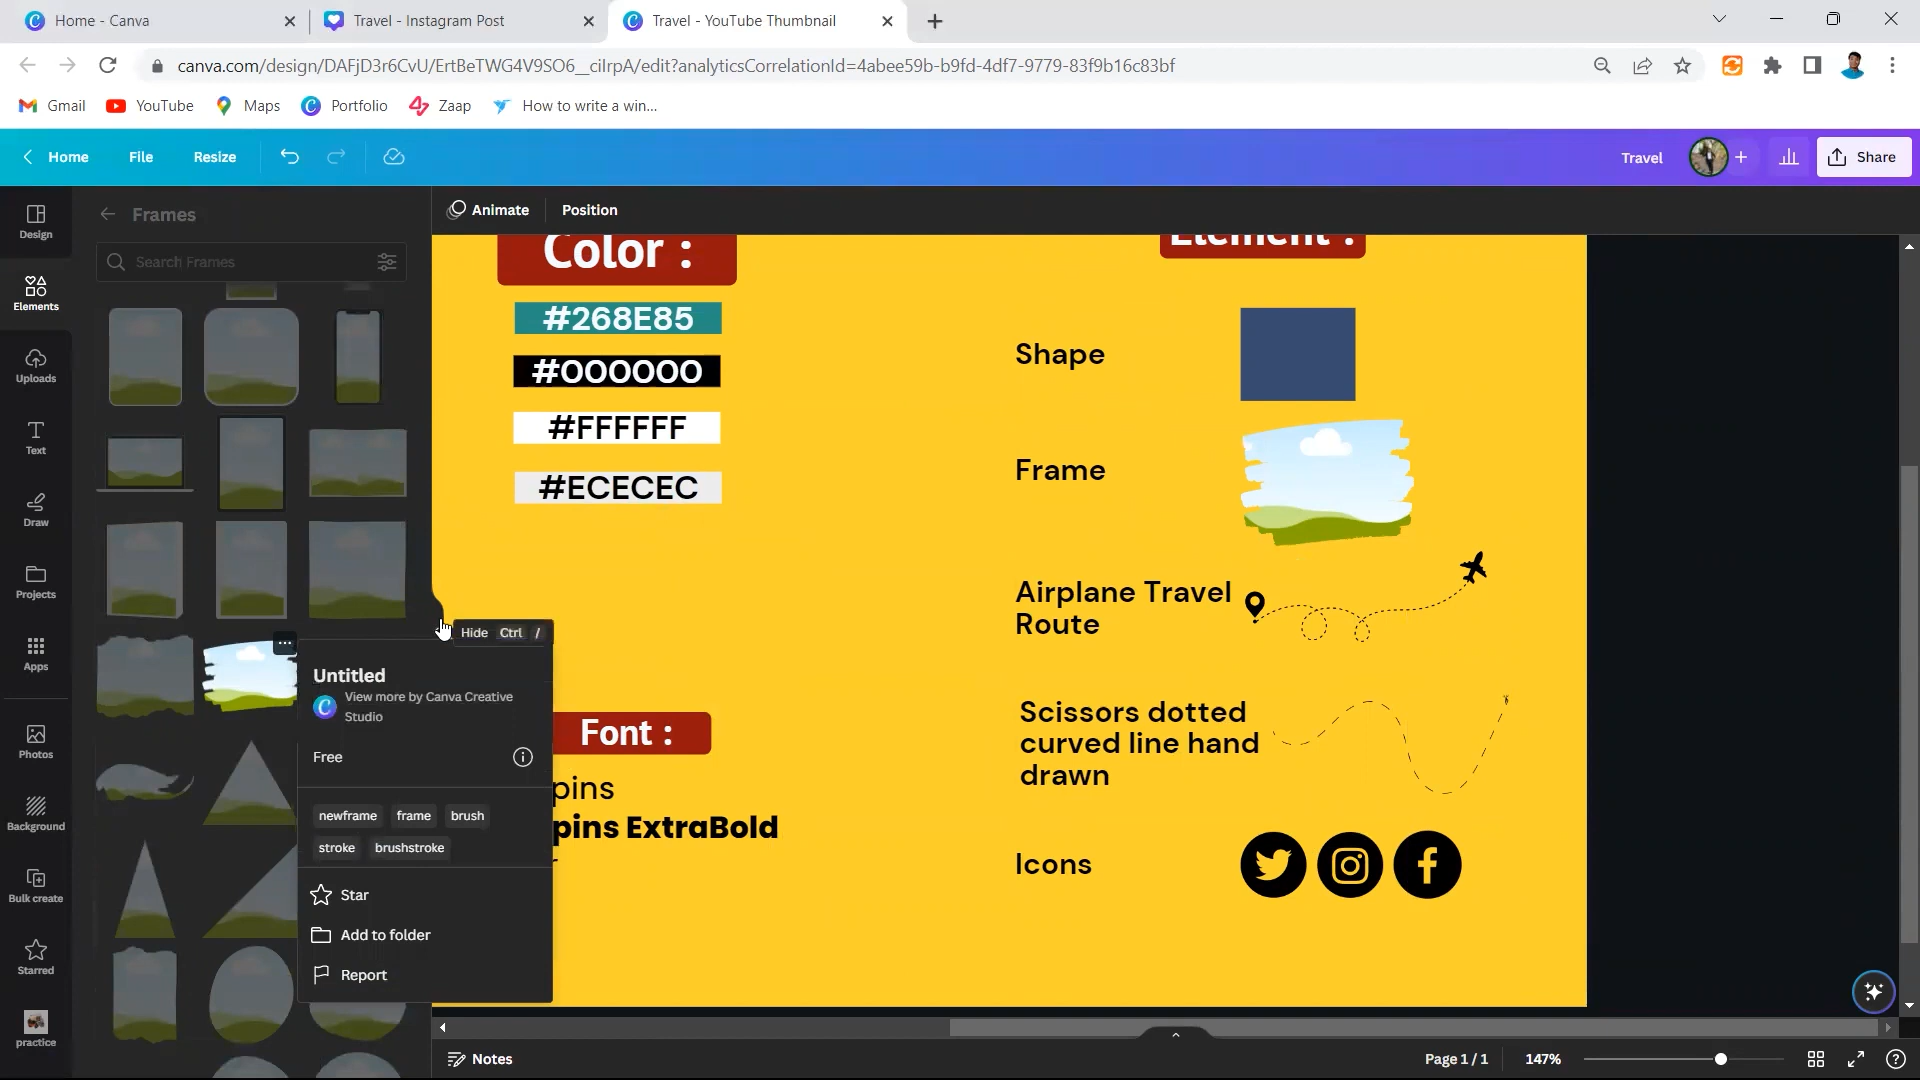 Home - Canva
Travel - Instagram Post
Travel - YouTube Thumbnail
canva.com/design/DAFjD3r6CvU/ErtBeTWG4V9SO6__cilrpA/edit?analyticsCorrelationId=4abee59b-b9fd-4df7-9779-83f9b16c83bf
Gmail
YouTube
Maps
Portfolio
Zaap
How to write a win...
Home
File
Resize
Travel
Share
Design
Elements
Uploads
Text
Draw
Projects
Apps
Photos
Background
Bulk create
Starred
practice
Frames
Search Frames
Animate
Position
Hide Ctrl /
Untitled
View more by Canva Creative
Studio
Free
newframe frame brush
stroke brushstroke
Star
Add to folder
Report
Color :
#268E85
#000000
#FFFFFF
#ECECEC
Font :
pins
pins ExtraBold
Element :
Shape
Frame
Airplane Travel
Route
Scissors dotted
curved line hand
drawn
Icons
Notes
Page 1 / 1
147%